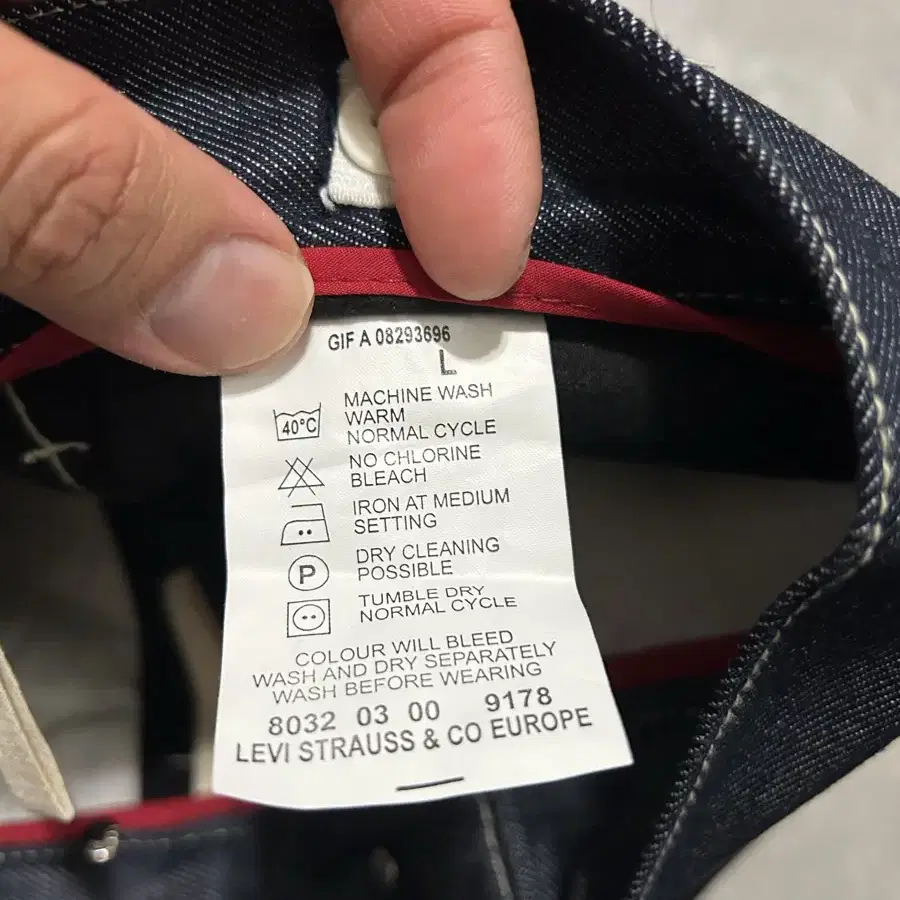 GIF A 08293696
L
40°C
MACHINE WASH
WARM
NORMAL CYCLE
NO CHLORINE
BLEACH
IRON AT MEDIUM
SETTING
P
DRY CLEANING
POSSIBLE
TUMBLE DRY
NORMAL CYCLE
COLOUR WILL BLEED
WASH AND DRY SEPARATELY
WASH BEFORE WEARING
8032 03 00 9178
LEVI STRAUSS & CO EUROPE